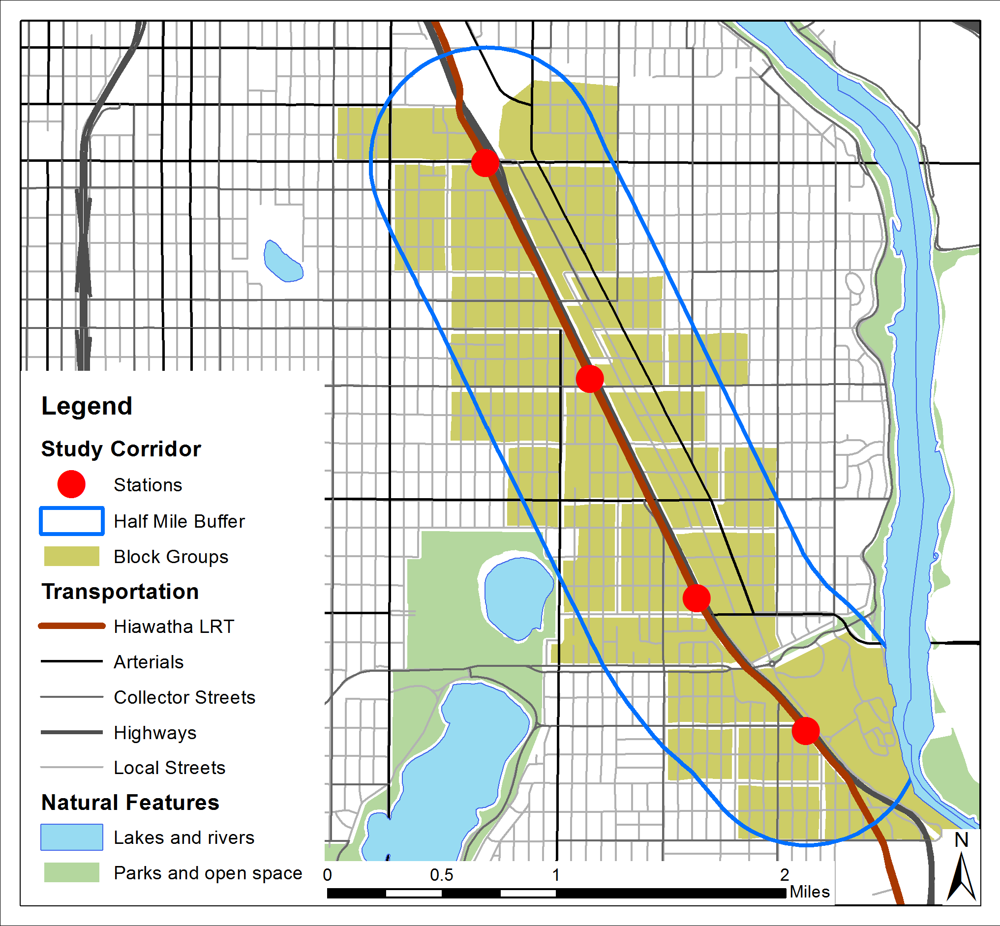 Legend
Study Corridor
Stations
Half Mile Buffer
Block Groups
Transportation
Hiawatha LRT
Arterials
Collector Streets
Highways
Local Streets
Natural Features
Lakes and rivers
Parks and open space
0 0.5 1 2
Miles
N